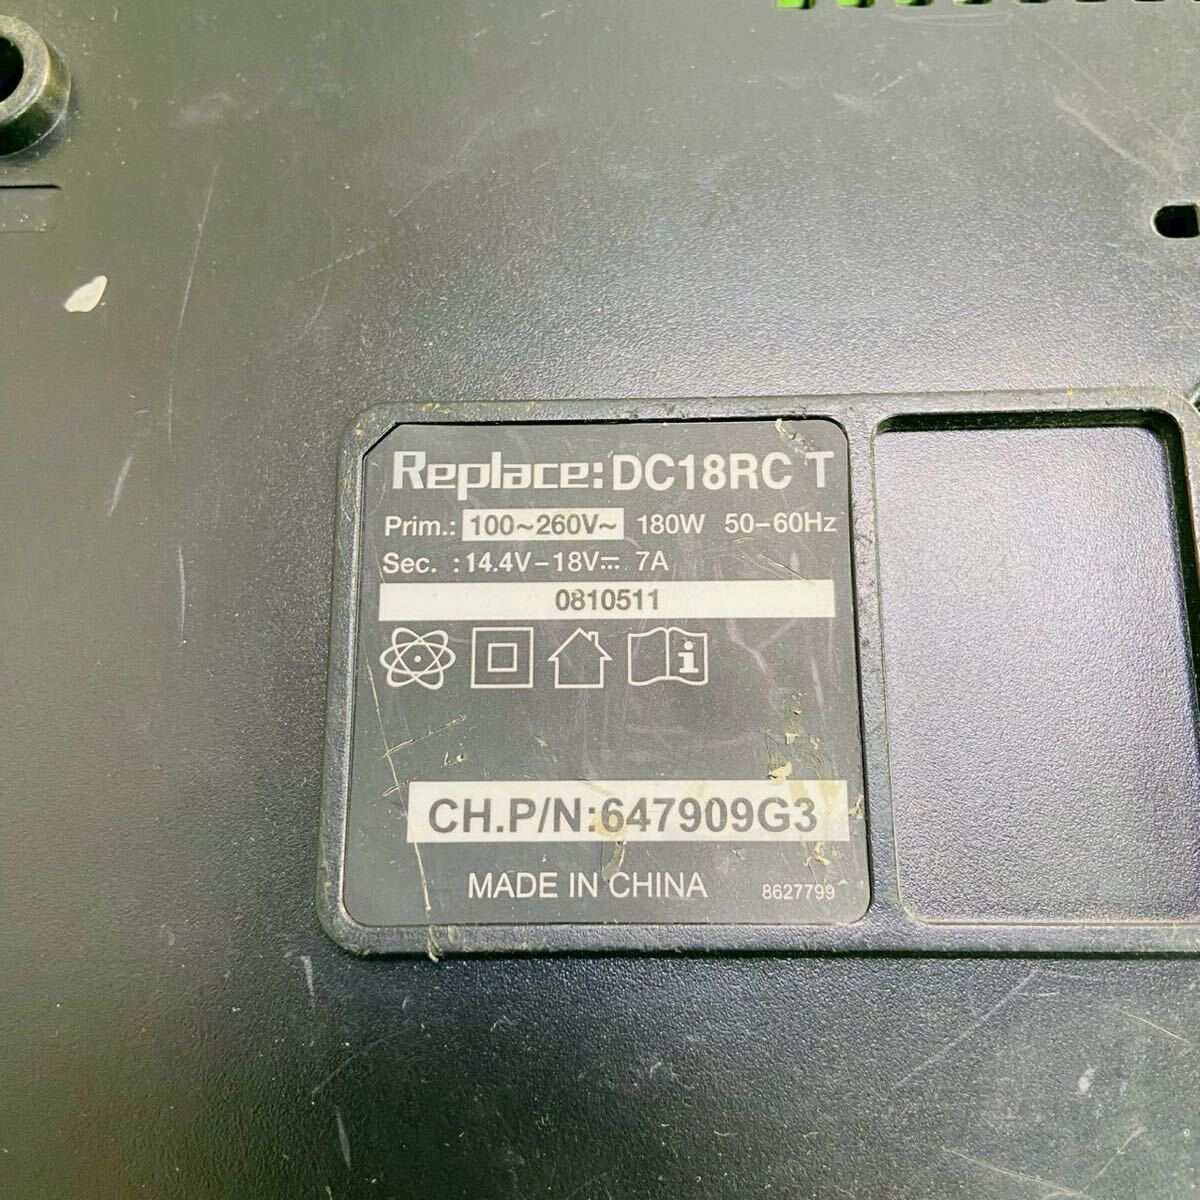 Replace: DC18RC T
Prim.: 100~260V~ 180W 50-60Hz
Sec. : 14.4V-18V⎓ 7A
0810511
i
CH.P/N:647909G3
MADE IN CHINA
8627799